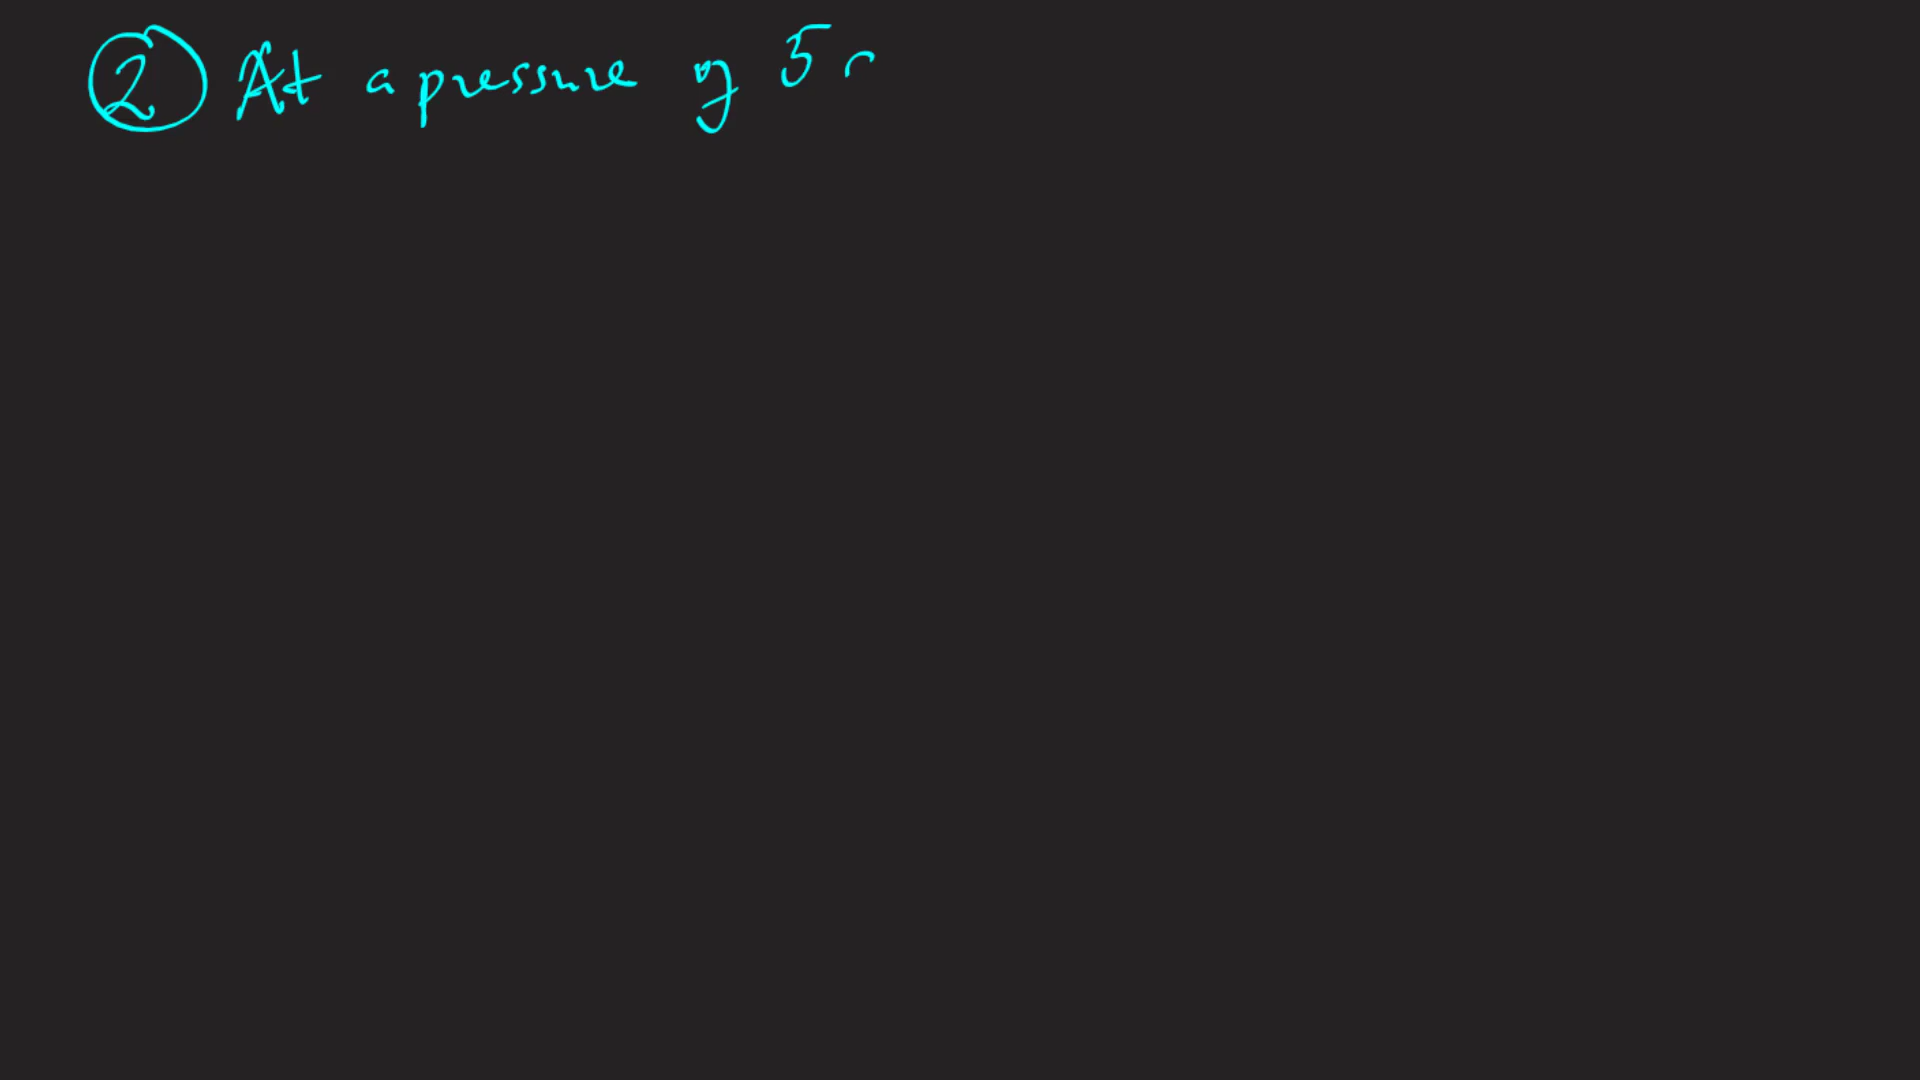 ② At a pressure of 5